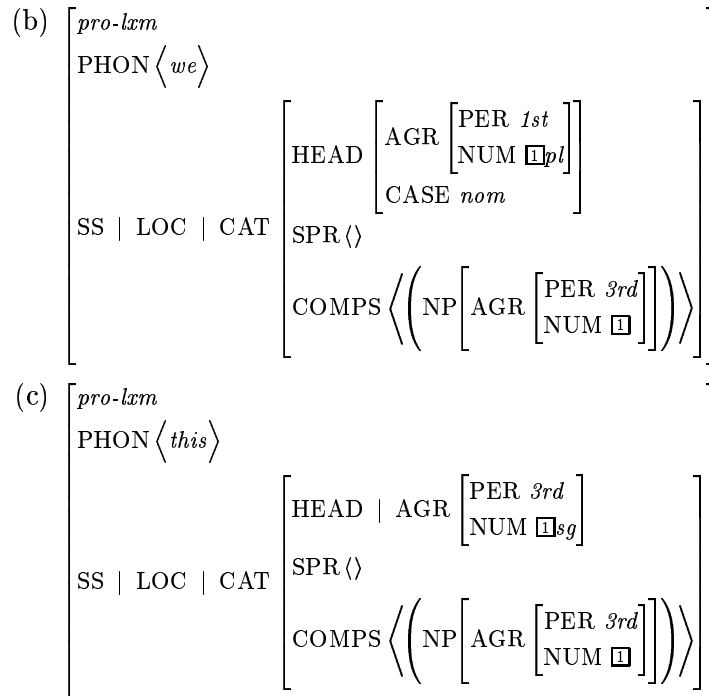 (b) pro-lxm
PHON ⟨we⟩
SS | LOC | CAT
HEAD
AGR
PER 1st
NUM 1 pl
CASE nom
SPR ⟨⟩
COMPS ⟨(NP[AGR
PER 3rd
NUM 1
])⟩
(c) pro-lxm
PHON ⟨this⟩
SS | LOC | CAT
HEAD | AGR
PER 3rd
NUM 1 sg
SPR ⟨⟩
COMPS ⟨(NP[AGR
PER 3rd
NUM 1
])⟩